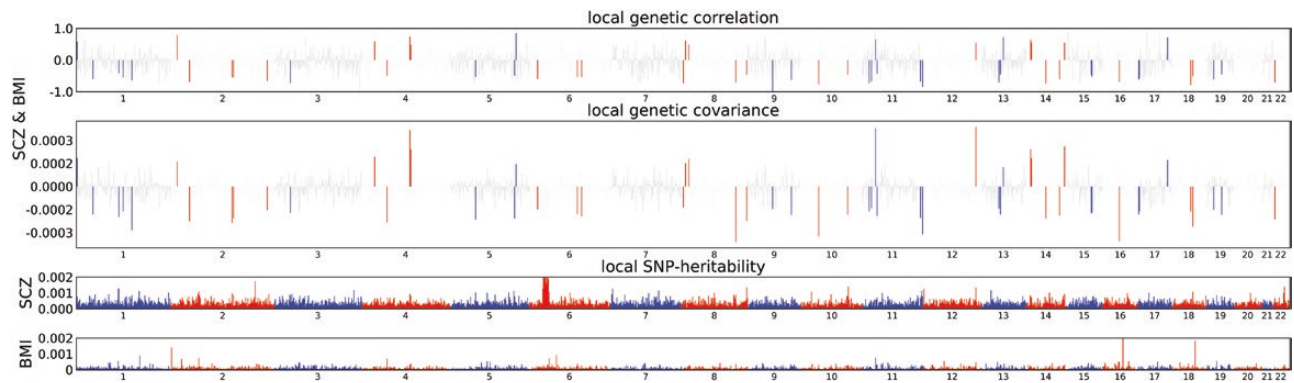 local genetic correlation
1.0
0.0
-1.0
1 2 3 4 5 6 7 8 9 10 11 12 13 14 15 16 17 18 19 20 21 22
SCZ & BMI
local genetic covariance
0.0003
0.0002
0.0000
-0.0002
-0.0003
1 2 3 4 5 6 7 8 9 10 11 12 13 14 15 16 17 18 19 20 21 22
local SNP-heritability
SCZ
0.002
0.001
0.000
1 2 3 4 5 6 7 8 9 10 11 12 13 14 15 16 17 18 19 20 21 22
BMI
0.002
0.001
0
1 2 3 4 5 6 7 8 9 10 11 12 13 14 15 16 17 18 19 20 21 22